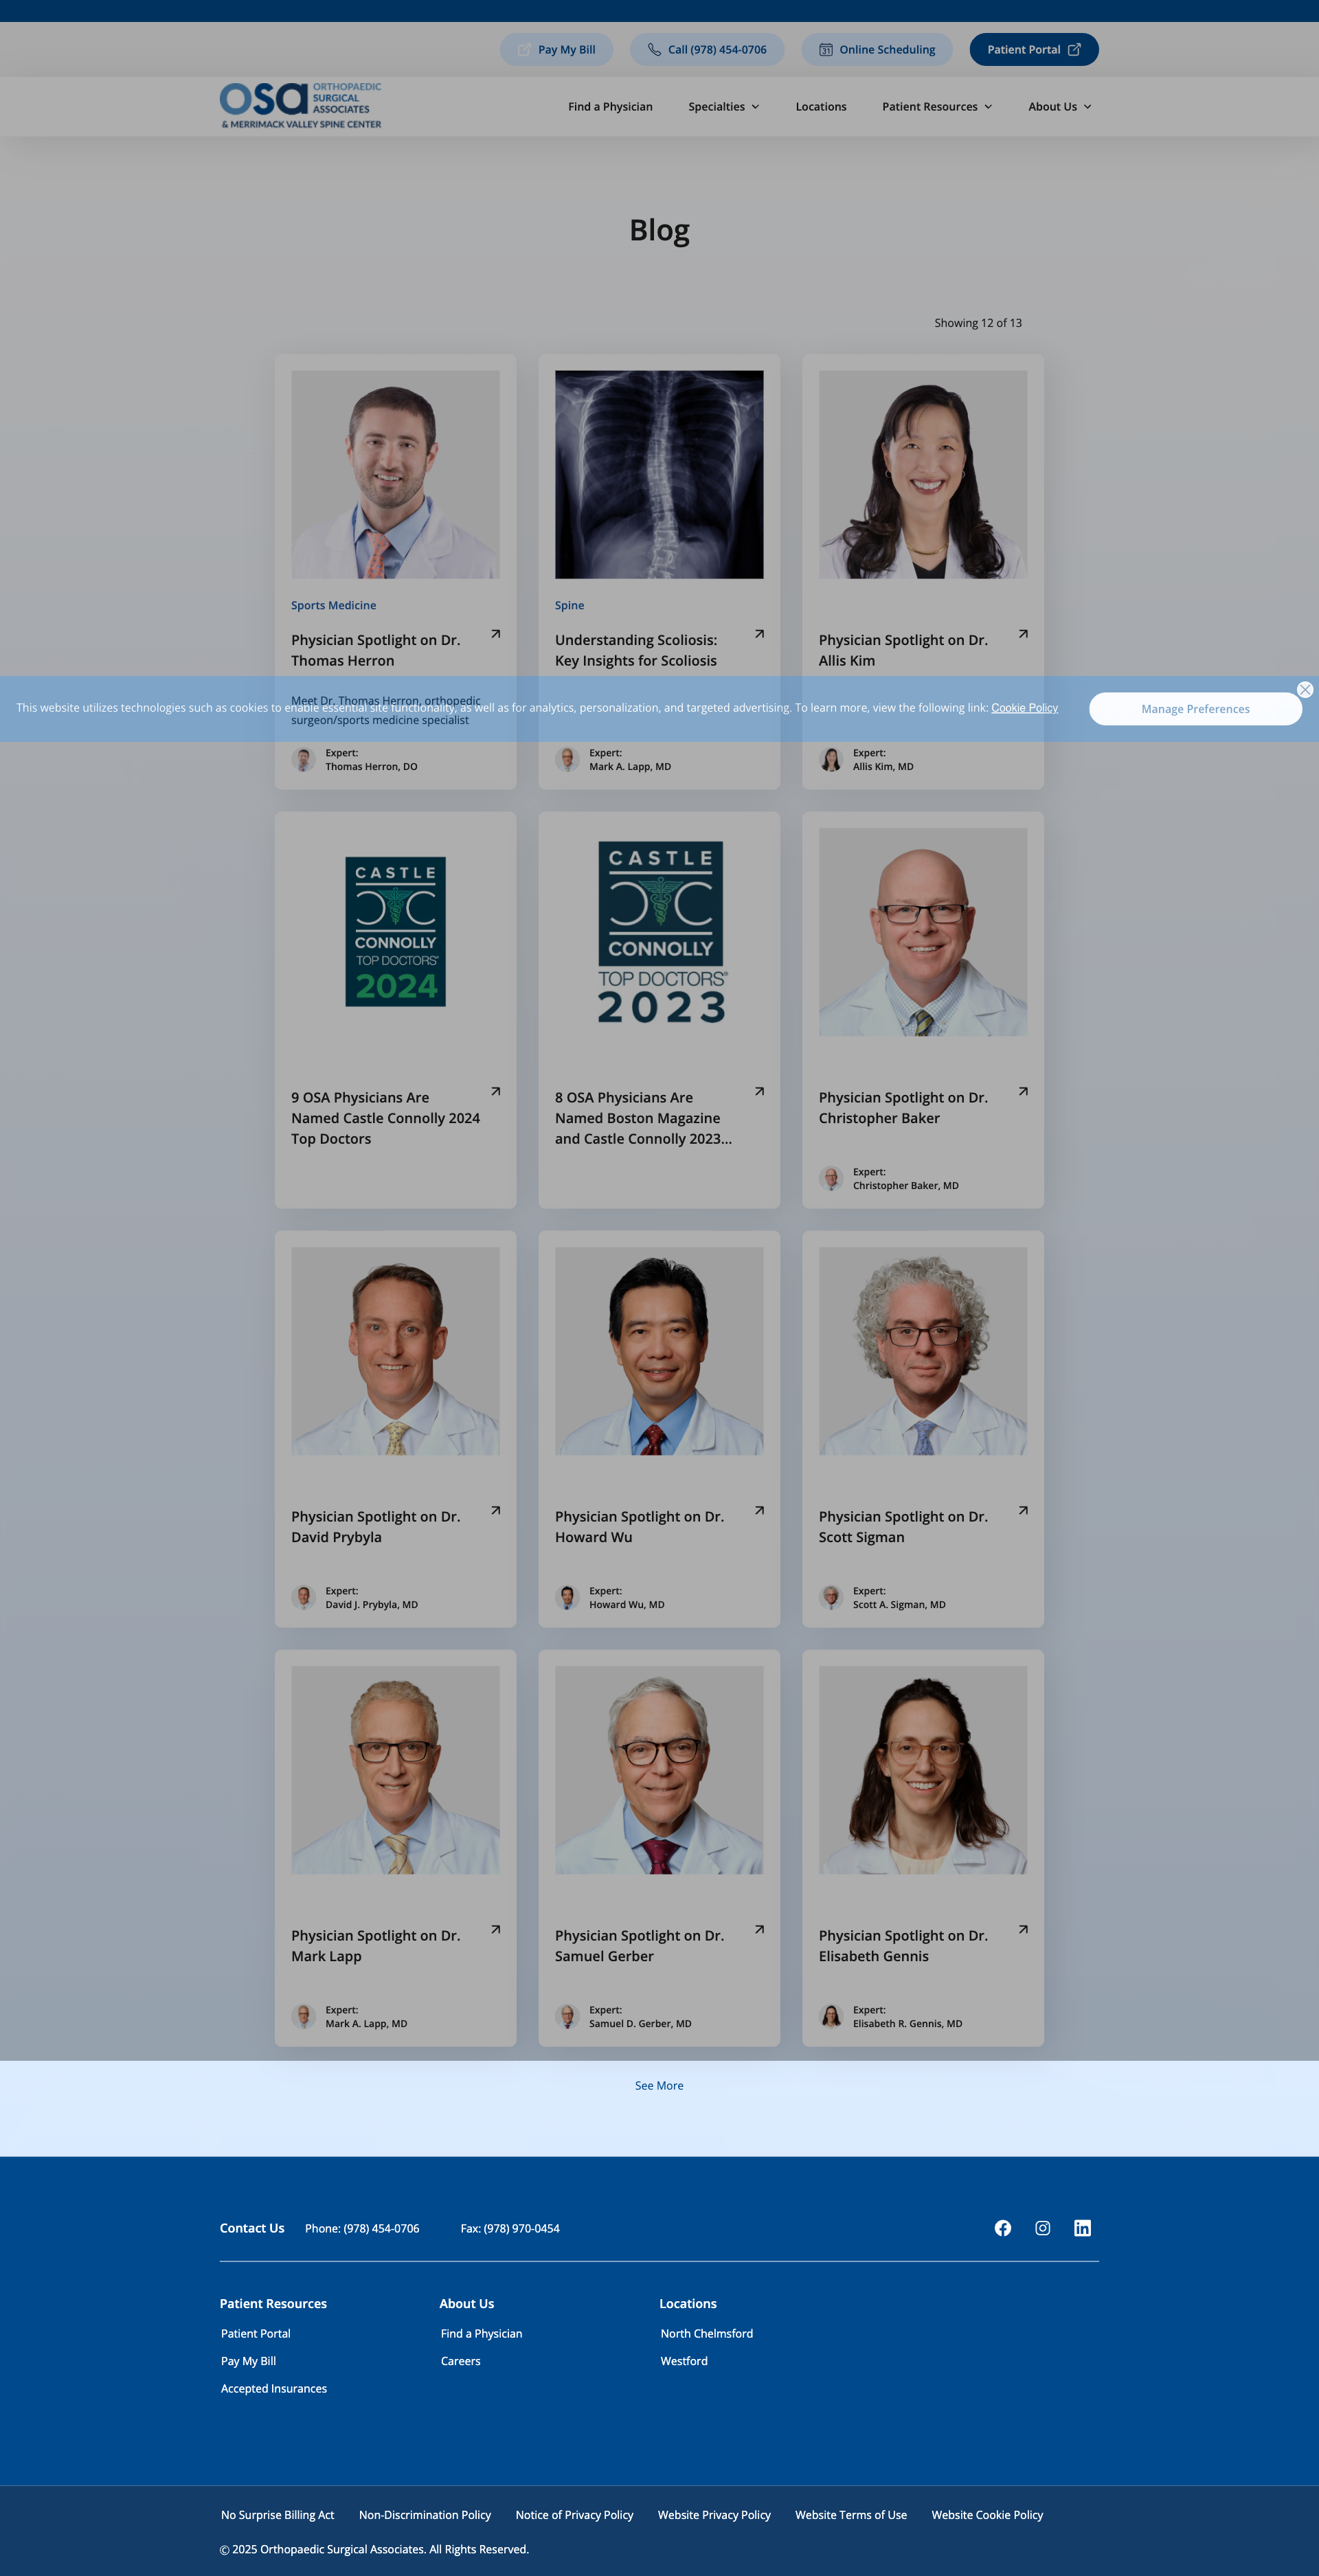 Pay My Bill
Call (978) 454-0706
31
Online Scheduling
Patient Portal
osa ORTHOPAEDIC
SURGICAL
ASSOCIATES
& MERRIMACK VALLEY SPINE CENTER
Find a Physician
Specialties
Locations
Patient Resources
About Us
Blog
Showing 12 of 13
Sports Medicine
Physician Spotlight on Dr.
Thomas Herron
Meet Dr. Thomas Herron, orthopedic
surgeon/sports medicine specialist
Expert:
Thomas Herron, DO
Spine
Understanding Scoliosis:
Key Insights for Scoliosis
Expert:
Mark A. Lapp, MD
Physician Spotlight on Dr.
Allis Kim
Expert:
Allis Kim, MD
This website utilizes technologies such as cookies to enable essential site functionality, as well as for analytics, personalization, and targeted advertising. To learn more, view the following link: Cookie Policy
Manage Preferences
CASTLE
CONNOLLY
TOP DOCTORS®
2024
9 OSA Physicians Are
Named Castle Connolly 2024
Top Doctors
CASTLE
CONNOLLY
TOP DOCTORS®
2023
8 OSA Physicians Are
Named Boston Magazine
and Castle Connolly 2023...
Physician Spotlight on Dr.
Christopher Baker
Expert:
Christopher Baker, MD
Physician Spotlight on Dr.
David Prybyla
Expert:
David J. Prybyla, MD
Physician Spotlight on Dr.
Howard Wu
Expert:
Howard Wu, MD
Physician Spotlight on Dr.
Scott Sigman
Expert:
Scott A. Sigman, MD
Physician Spotlight on Dr.
Mark Lapp
Expert:
Mark A. Lapp, MD
Physician Spotlight on Dr.
Samuel Gerber
Expert:
Samuel D. Gerber, MD
Physician Spotlight on Dr.
Elisabeth Gennis
Expert:
Elisabeth R. Gennis, MD
See More
Contact Us
Phone: (978) 454-0706
Fax: (978) 970-0454
Patient Resources
Patient Portal
Pay My Bill
Accepted Insurances
About Us
Find a Physician
Careers
Locations
North Chelmsford
Westford
No Surprise Billing Act
Non-Discrimination Policy
Notice of Privacy Policy
Website Privacy Policy
Website Terms of Use
Website Cookie Policy
© 2025 Orthopaedic Surgical Associates. All Rights Reserved.